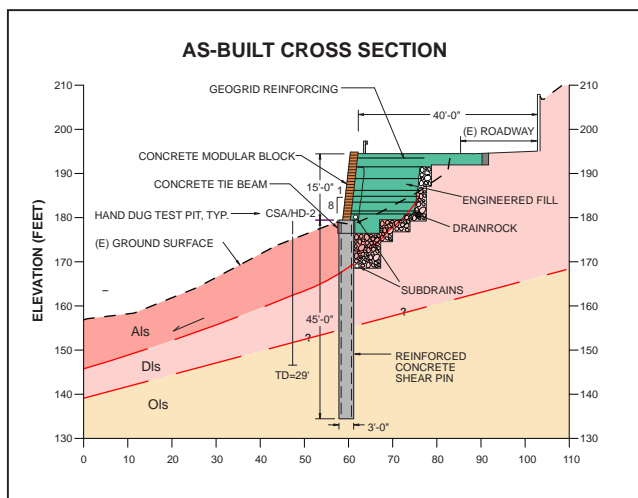 AS-BUILT CROSS SECTION
210
200
190
180
170
160
150
140
130
ELEVATION (FEET)
210
200
190
180
170
160
150
140
130
0
10
20
30
40
50
60
70
80
90
100
110
GEOGRID REINFORCING
40'-0"
(E) ROADWAY
CONCRETE MODULAR BLOCK
CONCRETE TIE BEAM
15'-0"
1
8
HAND DUG TEST PIT, TYP.
CSA/HD-2
(E) GROUND SURFACE
ENGINEERED FILL
DRAINROCK
SUBDRAINS
45'-0"
TD=29'
REINFORCED
CONCRETE
SHEAR PIN
3'-0"
Als
Dls
Ols
?
?